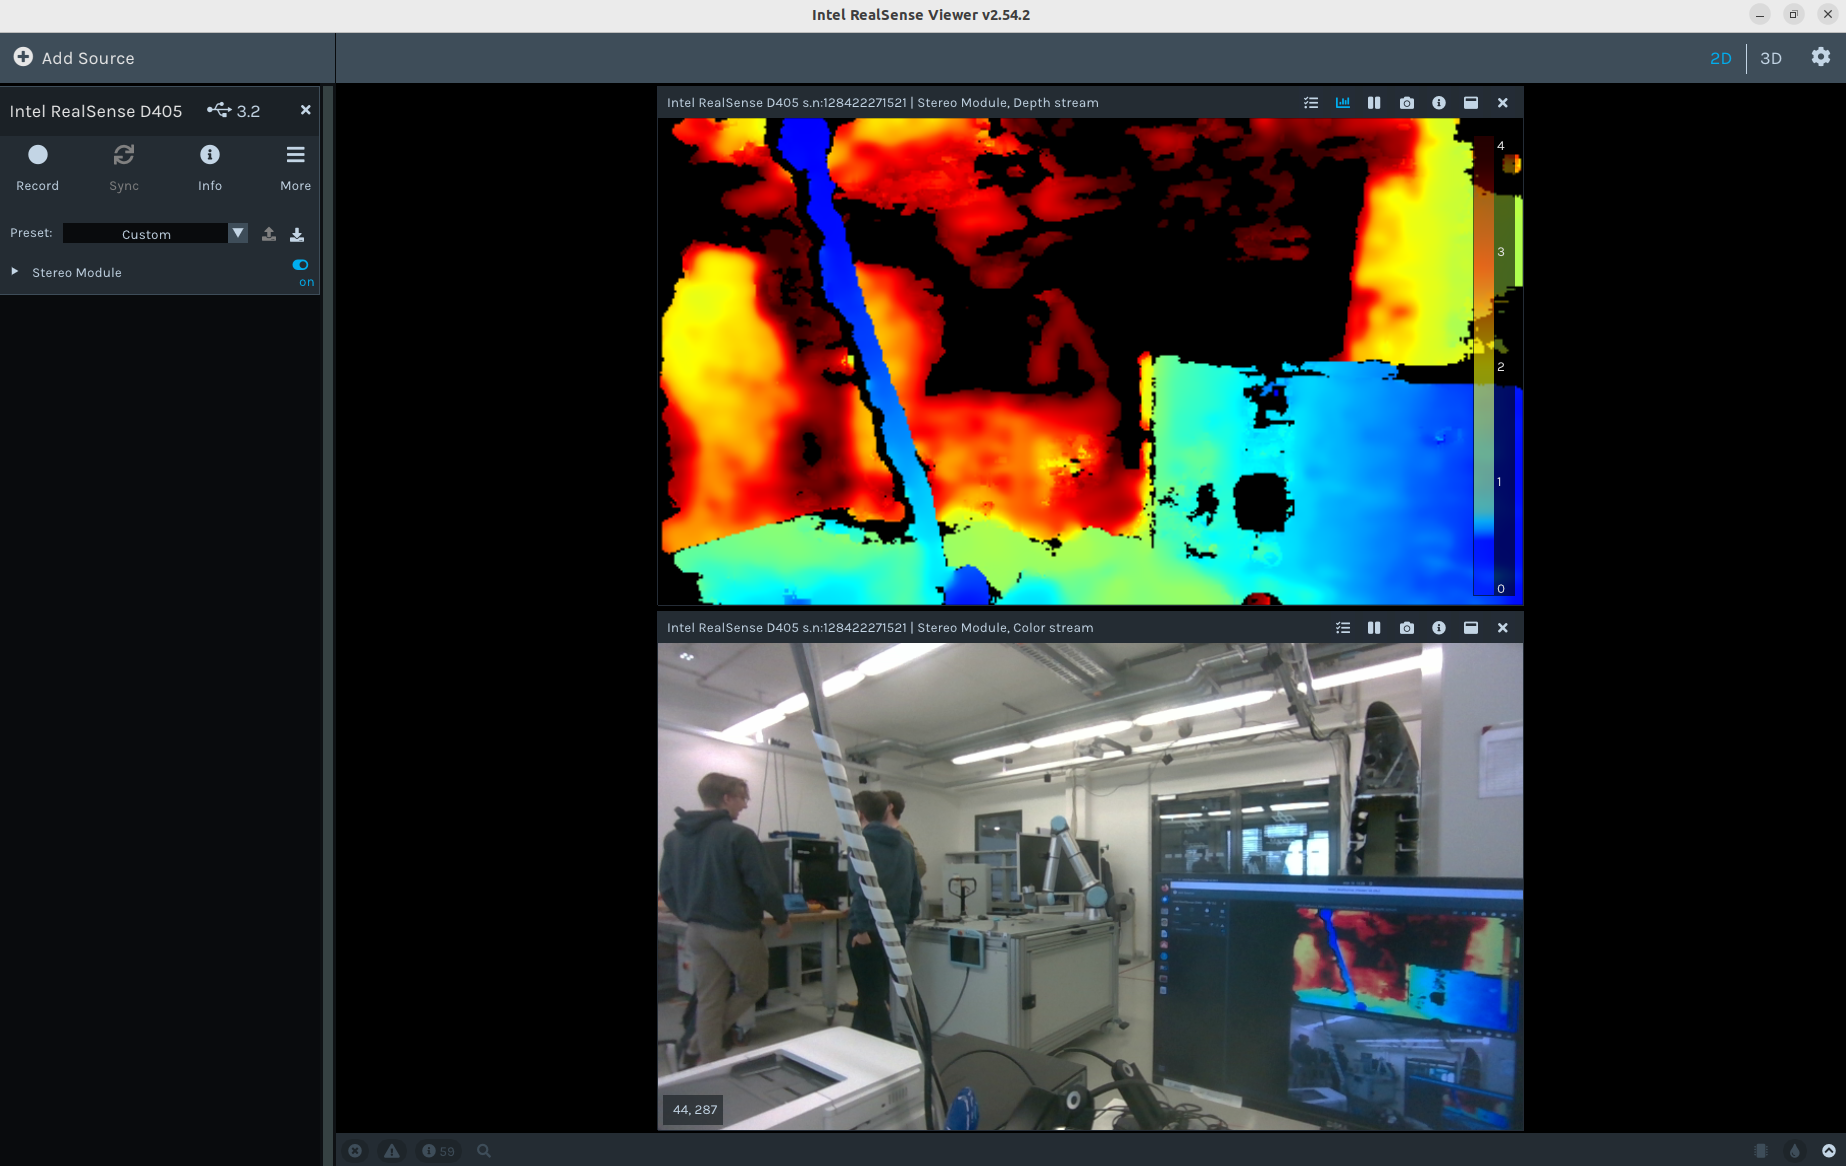 Intel RealSense Viewer v2.54.2
Add Source
2D
3D
Intel RealSense D405
3.2
Record
Sync
Info
More
Preset:
Custom
Stereo Module
on
Intel RealSense D405 s.n:128422271521 | Stereo Module, Depth stream
4
3
2
1
0
Intel RealSense D405 s.n:128422271521 | Stereo Module, Color stream
44, 287
59